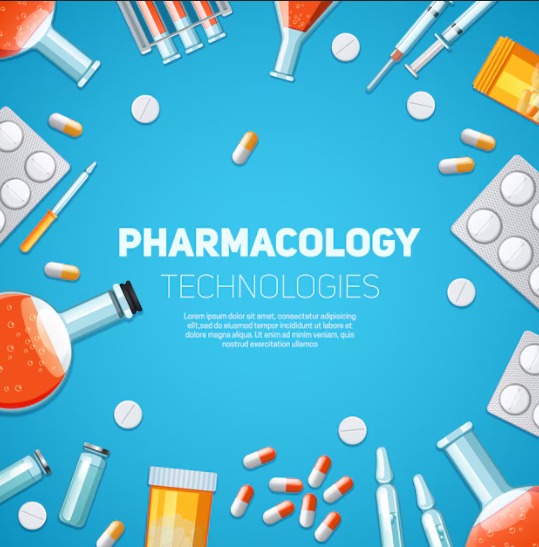 PHARMACOLOGY
TECHNOLOGIES
Lorem ipsum dolor sit amet, consectetur adipisicing
elit,sed do eiusmod tempor incididunt ut labore et
dolore magna aliqua. Ut enim ad minim veniam, quis
nostrud exercitation ullamco